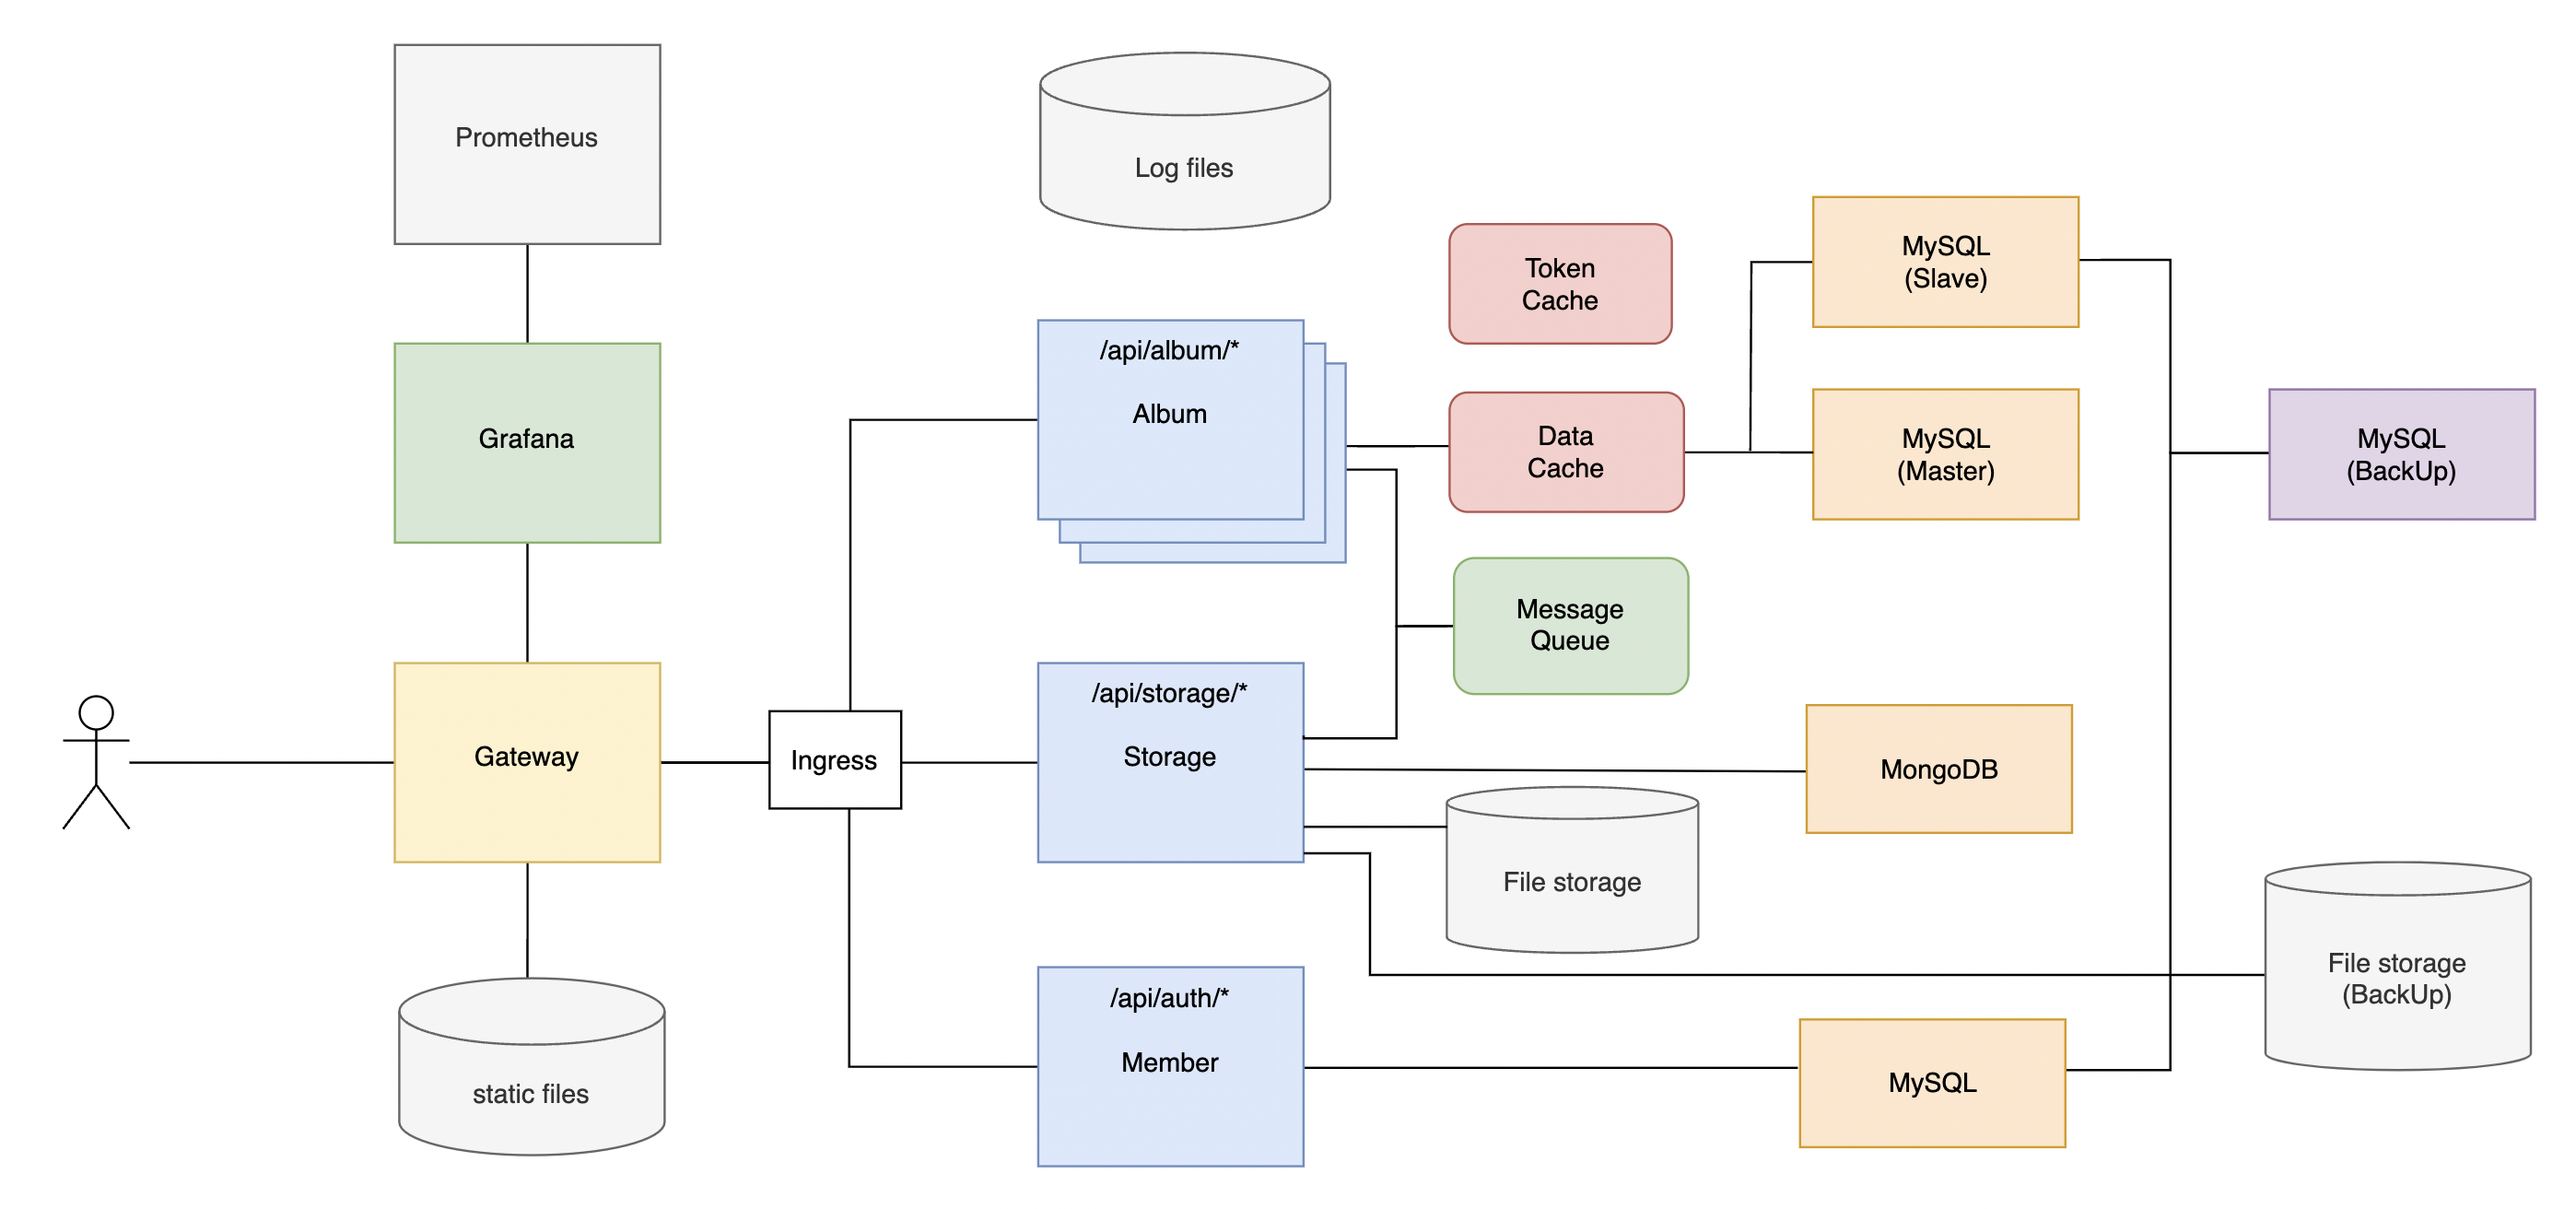 Prometheus
Log files
Token
Cache
MySQL
(Slave)
/api/album/*
Album
Grafana
Data
Cache
MySQL
(Master)
MySQL
(BackUp)
Message
Queue
/api/storage/*
Storage
Gateway
Ingress
MongoDB
File storage
File storage
(BackUp)
/api/auth/*
Member
MySQL
static files